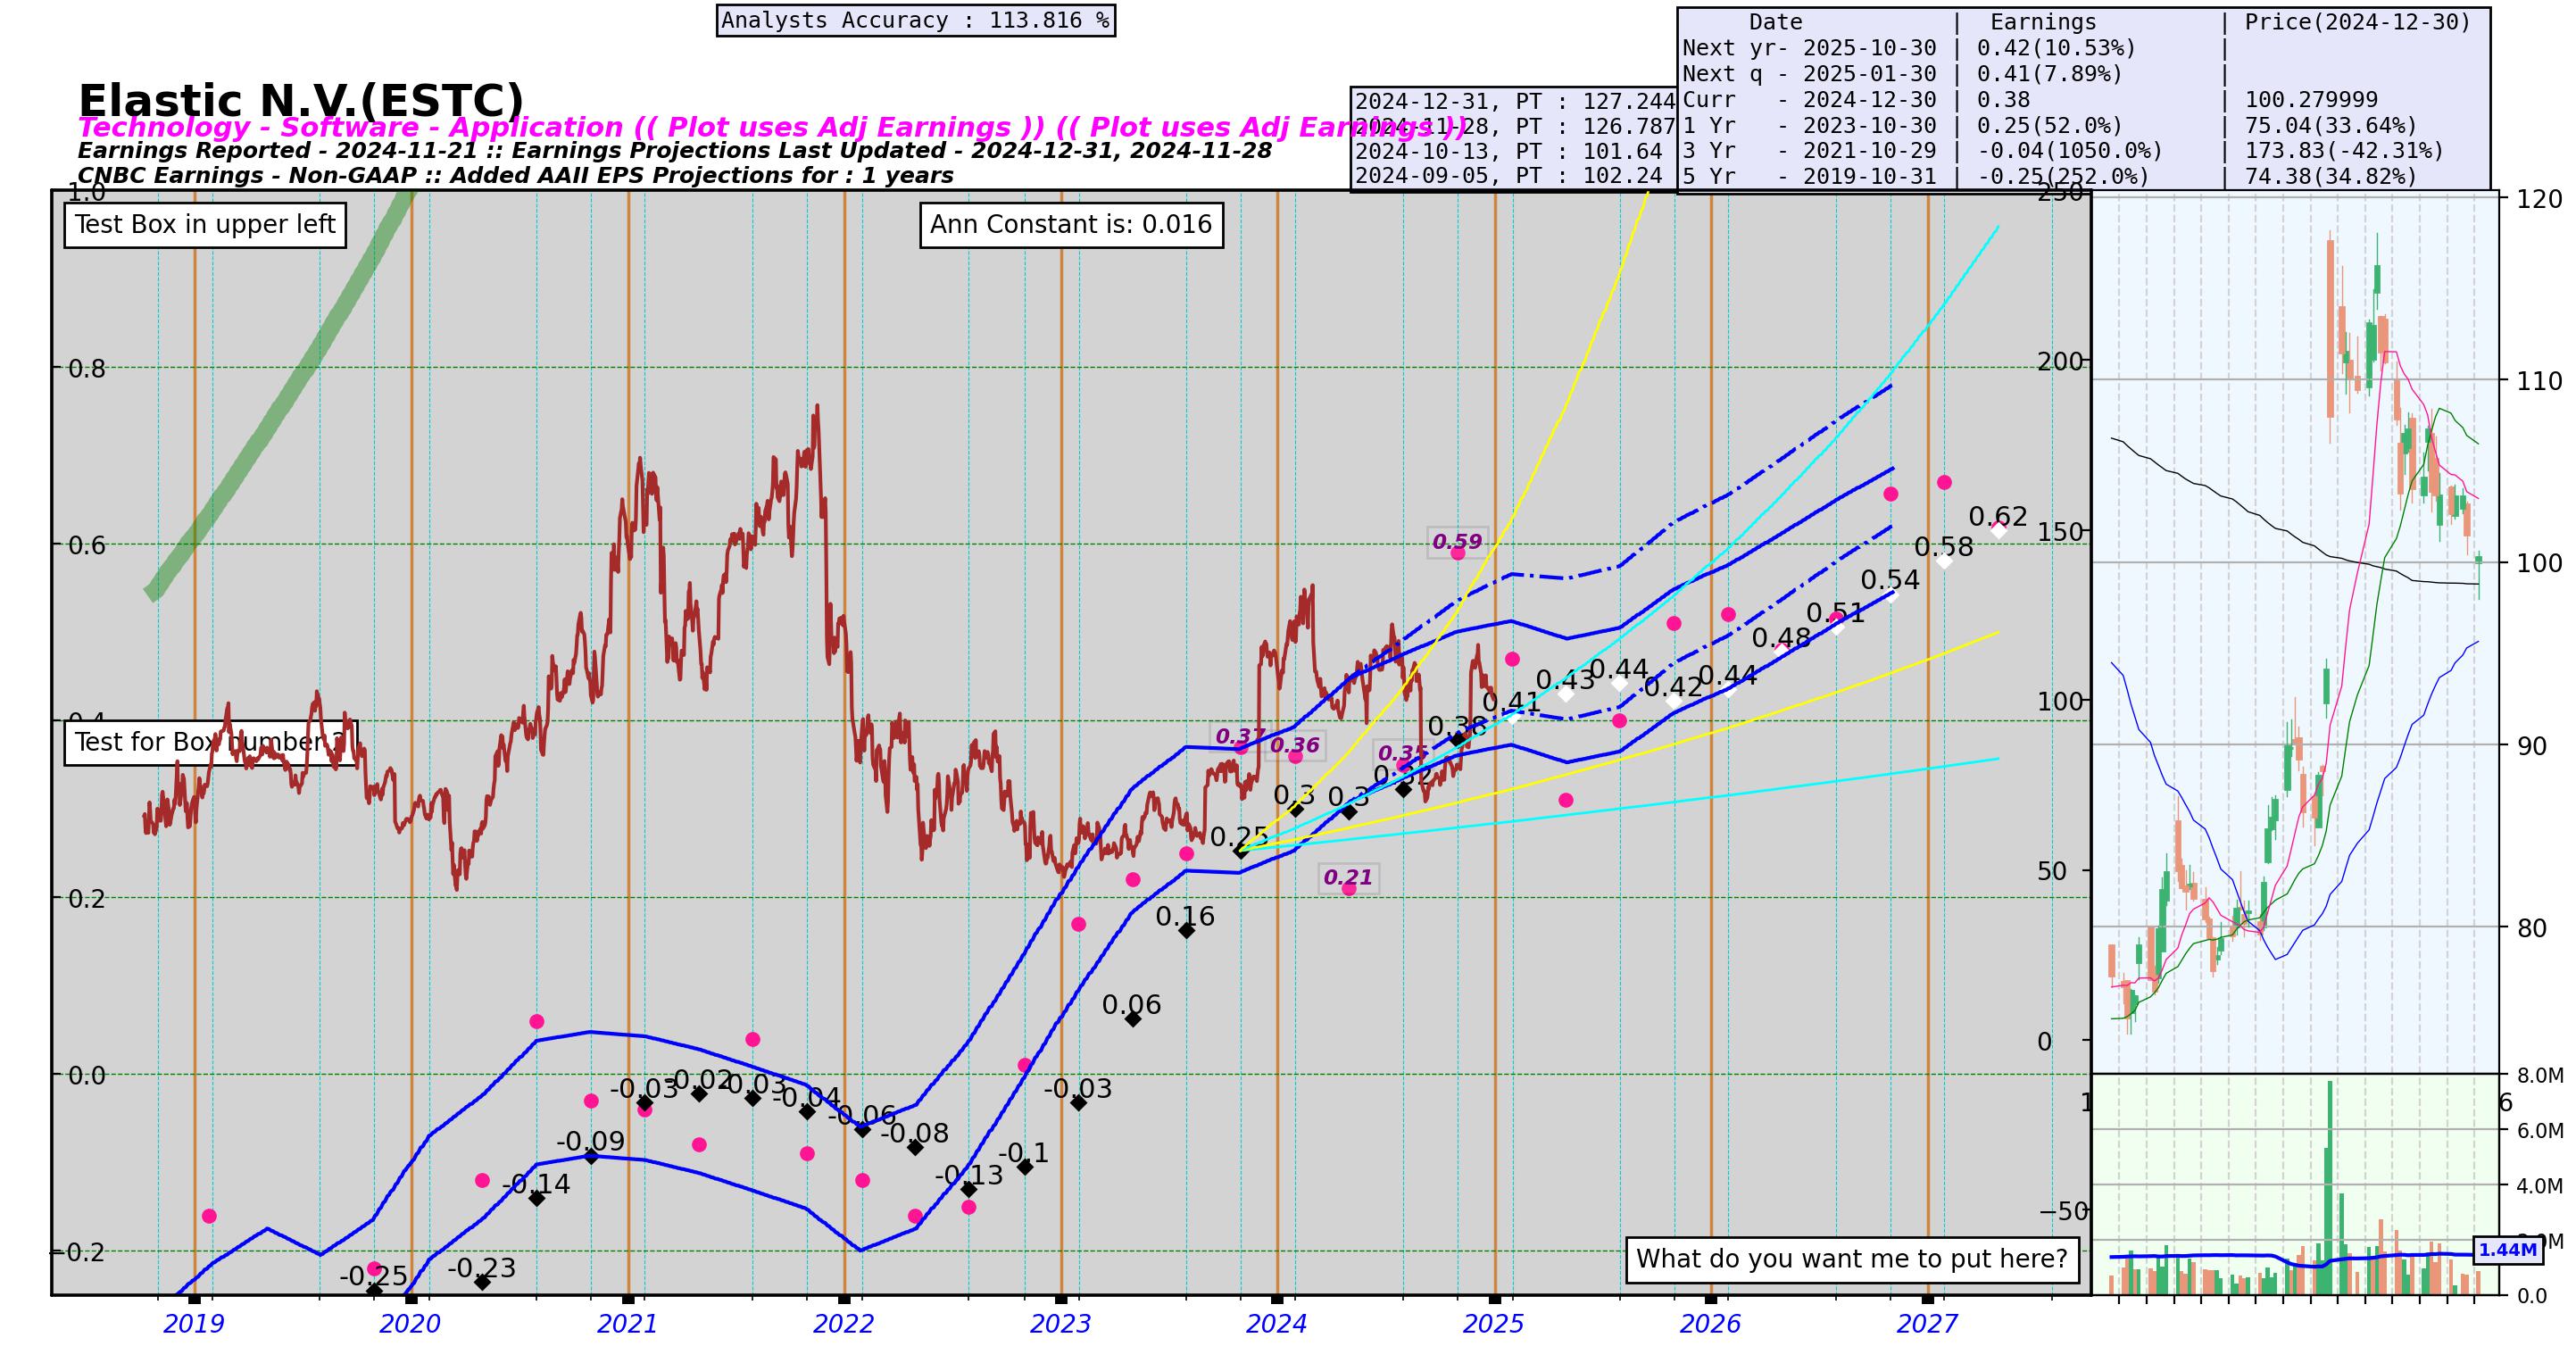 Analysts Accuracy : 113.816 %
Date | Earnings | Price(2024-12-30)
Next yr- 2025-10-30 | 0.42(10.53%) |
Next q - 2025-01-30 | 0.41(7.89%) |
Curr - 2024-12-30 | 0.38 | 100.279999
1 Yr - 2023-10-30 | 0.25(52.0%) | 75.04(33.64%)
3 Yr - 2021-10-29 | -0.04(1050.0%) | 173.83(-42.31%)
5 Yr - 2019-10-31 | -0.25(252.0%) | 74.38(34.82%)
2024-12-31, PT : 127.244
2024-11-28, PT : 126.787
2024-10-13, PT : 101.64
2024-09-05, PT : 102.24
Elastic N.V.(ESTC)
Technology - Software - Application (( Plot uses Adj Earnings )) (( Plot uses Adj Earnings ))
Earnings Reported - 2024-11-21 :: Earnings Projections Last Updated - 2024-12-31, 2024-11-28
CNBC Earnings - Non-GAAP :: Added AAII EPS Projections for : 1 years
Test Box in upper left
Ann Constant is: 0.016
Test for Box number 2
What do you want me to put here?
1.0
0.8
0.6
0.4
0.2
0.0
−0.2
-0.25
-0.23
-0.14
-0.09
-0.03
-0.02
-0.03
-0.04
-0.06
-0.08
-0.13
-0.1
-0.03
0.06
0.16
0.25
0.3
0.3
0.32
0.38
0.41
0.43
0.44
0.42
0.44
0.48
0.51
0.54
0.58
0.62
0.37
0.36
0.21
0.35
0.59
250
200
150
100
50
0
−50
120
110
100
90
80
8.0M
6.0M
4.0M
0.0
1.44M
2019
2020
2021
2022
2023
2024
2025
2026
2027